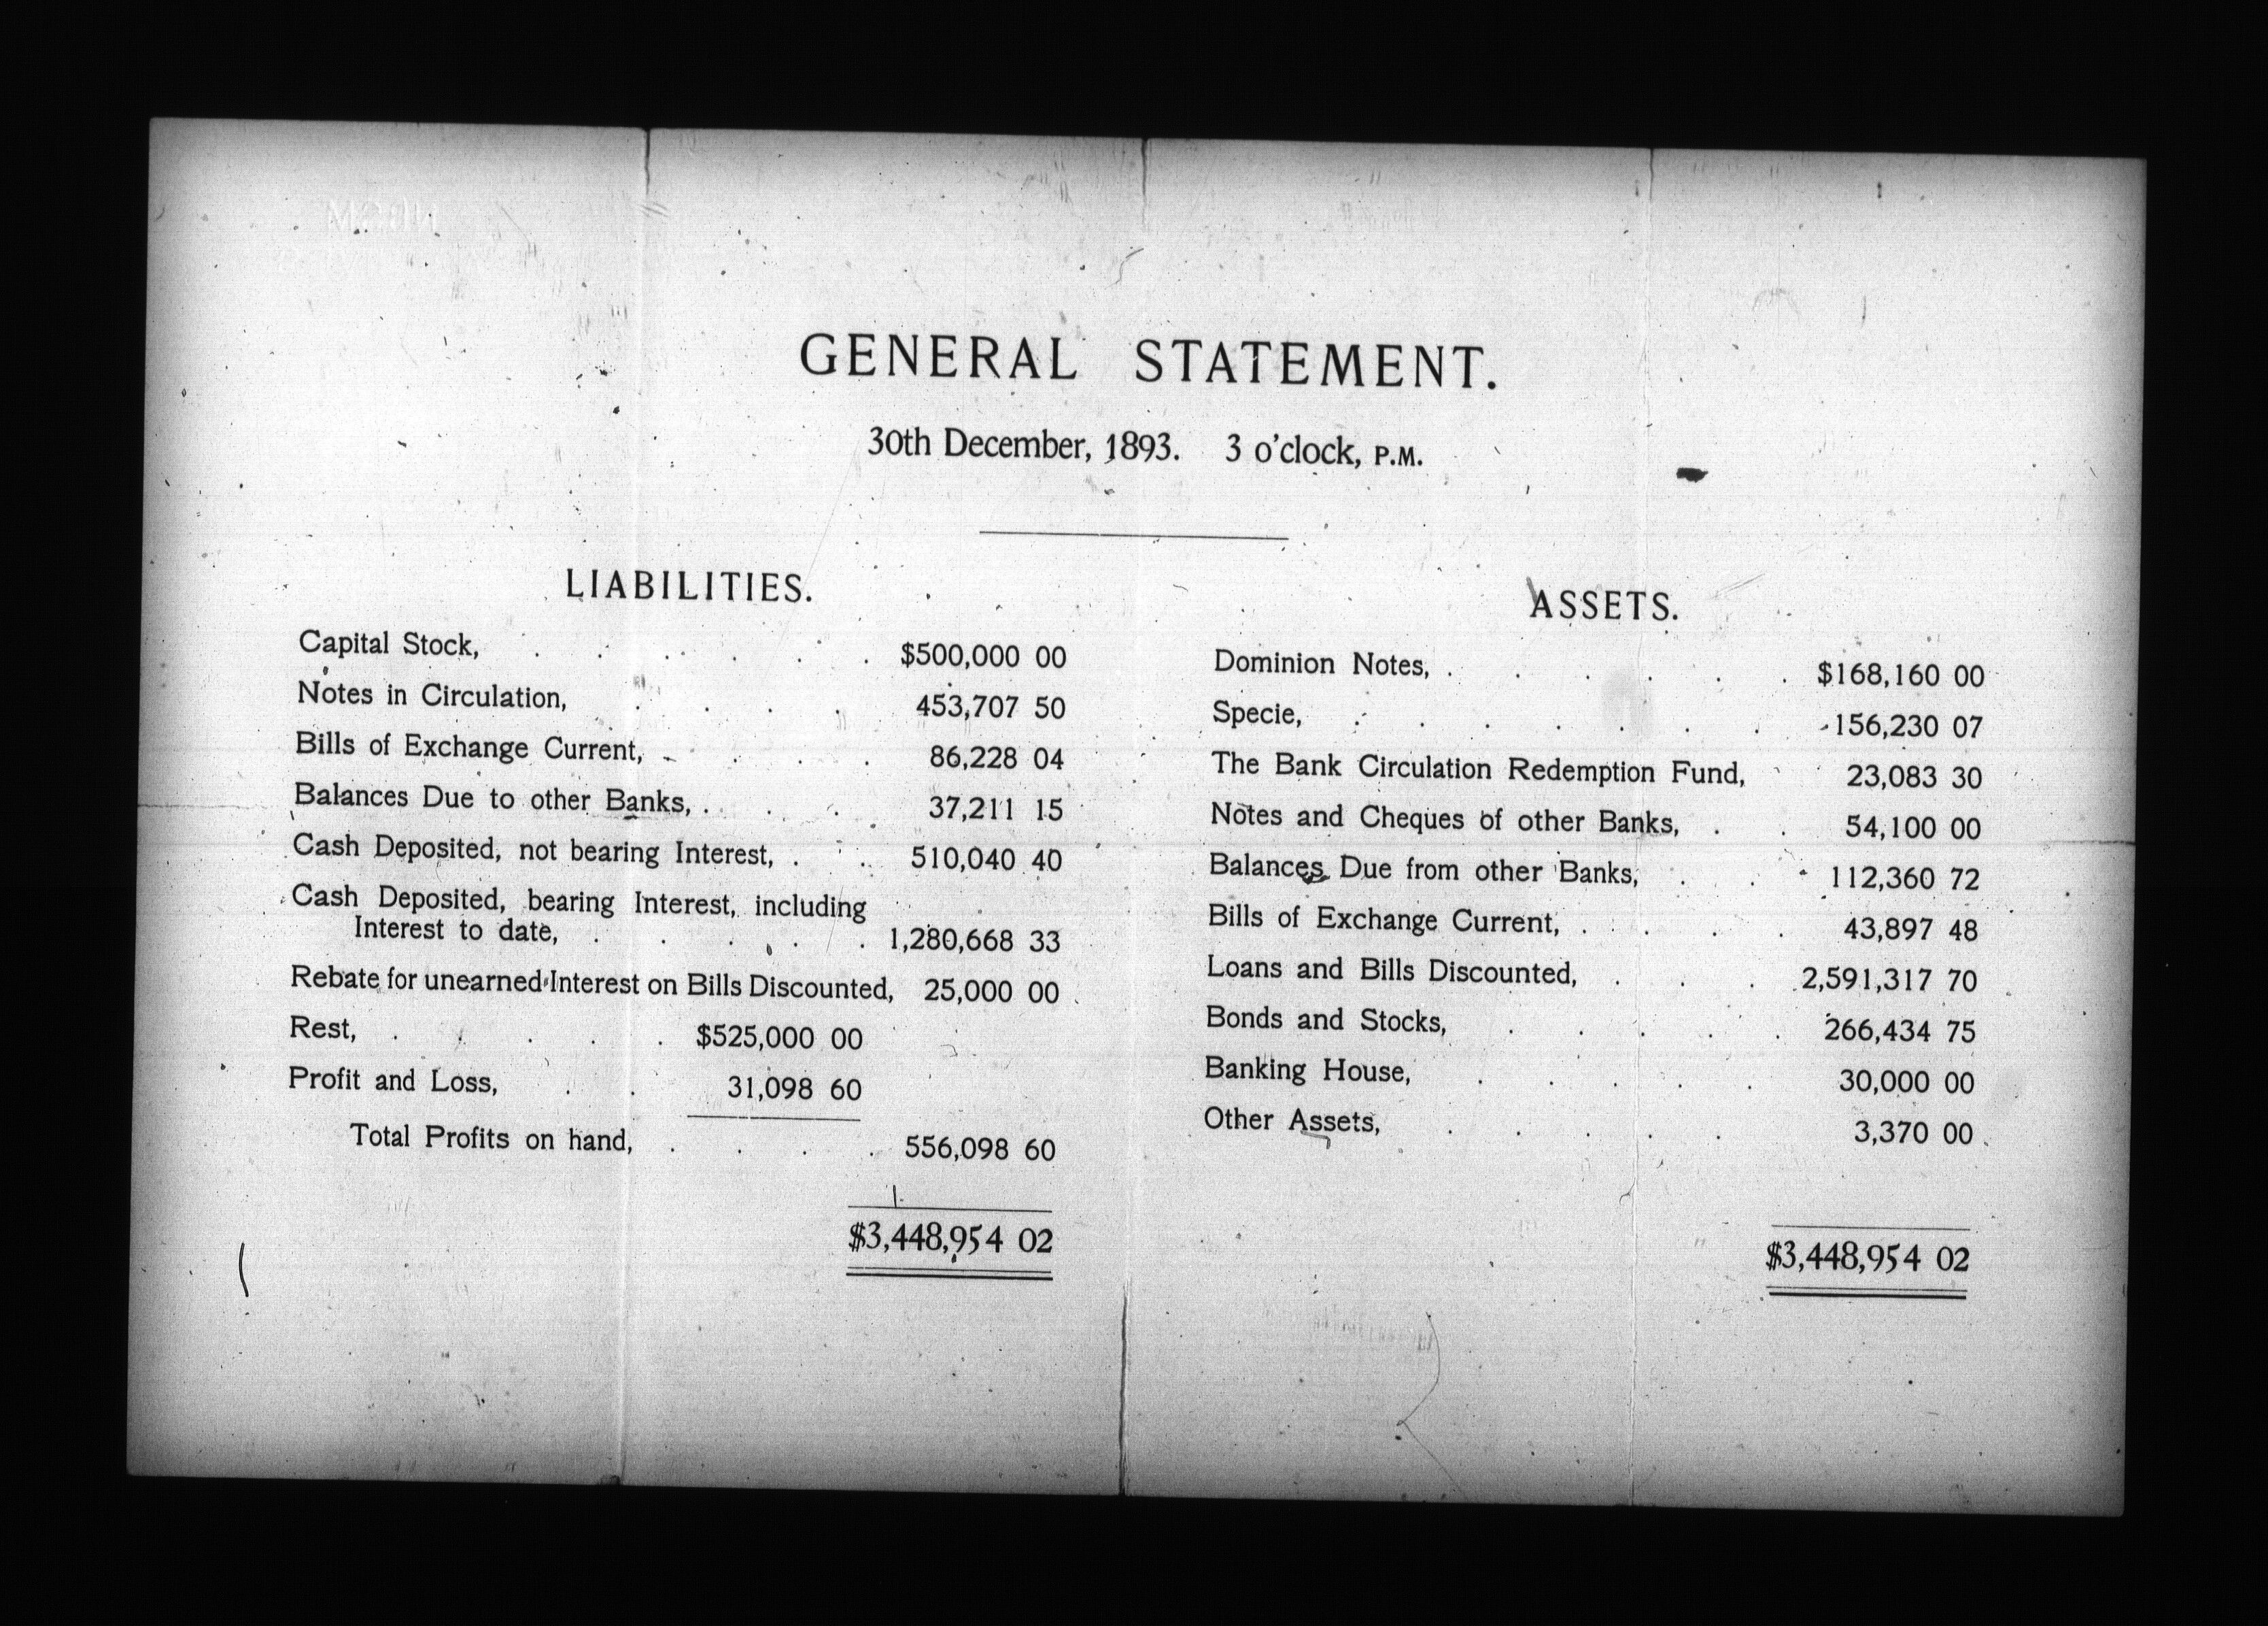 GENERAL STATEMENT.
30th December, 1893. 3 o'clock, P.M.
LIABILITIES.
Capital Stock, . . . . . . $500,000 00
Notes in Circulation, . . . . 453,707 50
Bills of Exchange Current, . . . . 86,228 04
Balances Due to other Banks, . . . 37,211 15
Cash Deposited, not bearing Interest, . . . 510,040 40
Cash Deposited, bearing Interest, including
Interest to date, . . . . . 1,280,668 33
Rebate for unearned Interest on Bills Discounted, 25,000 00
Rest, . . . . . $525,000 00
Profit and Loss, . . 31,098 60
Total Profits on hand, . . . . 556,098 60
$3,448,954 02
ASSETS.
Dominion Notes, . . . . . . $168,160 00
Specie, . . . . . . . 156,230 07
The Bank Circulation Redemption Fund, 23,083 30
Notes and Cheques of other Banks, . . 54,100 00
Balances Due from other Banks, . . 112,360 72
Bills of Exchange Current, . . . . 43,897 48
Loans and Bills Discounted, . . . 2,591,317 70
Bonds and Stocks, . . . . . 266,434 75
Banking House, . . . . . 30,000 00
Other Assets, . . . . . 3,370 00
$3,448,954 02